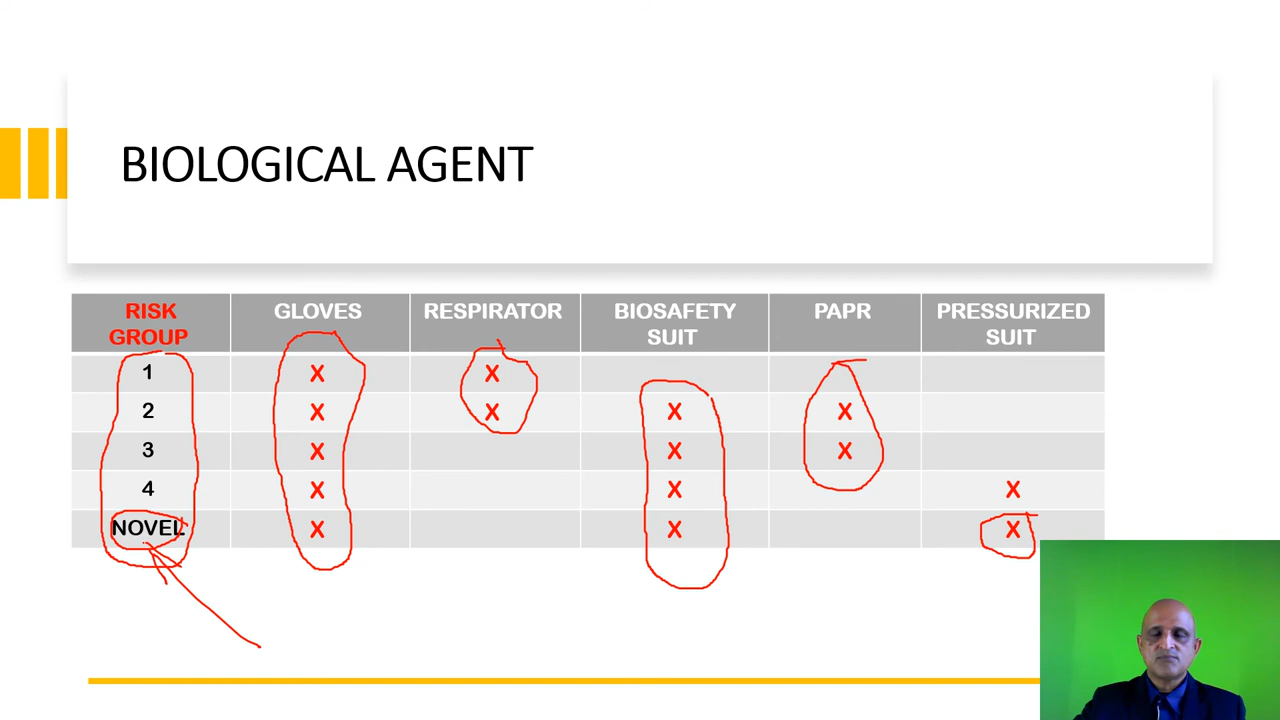 BIOLOGICAL AGENT
RISK GROUP GLOVES RESPIRATOR BIOSAFETY SUIT PAPR PRESSURIZED SUIT
1 X X
2 X X X X
3 X X X
4 X X X
NOVEL X X X